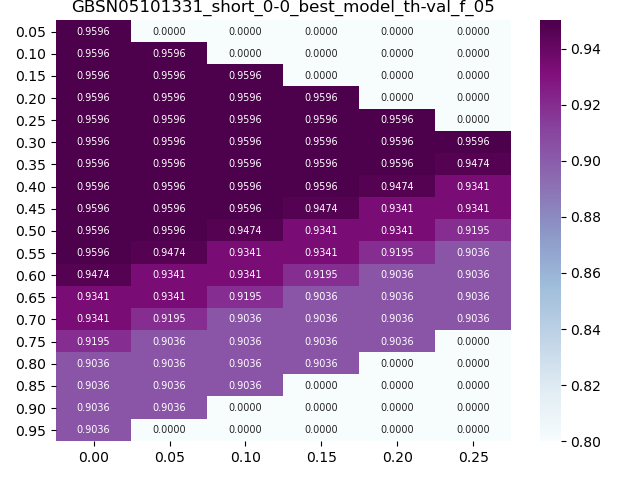 GBSN05101331_short_0-0_best_model_th-val_f_05
0.05 0.9596 0.0000 0.0000 0.0000 0.0000 0.0000
0.10 0.9596 0.9596 0.0000 0.0000 0.0000 0.0000
0.15 0.9596 0.9596 0.9596 0.0000 0.0000 0.0000
0.20 0.9596 0.9596 0.9596 0.9596 0.0000 0.0000
0.25 0.9596 0.9596 0.9596 0.9596 0.9596 0.0000
0.30 0.9596 0.9596 0.9596 0.9596 0.9596 0.9596
0.35 0.9596 0.9596 0.9596 0.9596 0.9596 0.9474
0.40 0.9596 0.9596 0.9596 0.9596 0.9474 0.9341
0.45 0.9596 0.9596 0.9596 0.9474 0.9341 0.9341
0.50 0.9596 0.9596 0.9474 0.9341 0.9341 0.9195
0.55 0.9596 0.9474 0.9341 0.9341 0.9195 0.9036
0.60 0.9474 0.9341 0.9341 0.9195 0.9036 0.9036
0.65 0.9341 0.9341 0.9195 0.9036 0.9036 0.9036
0.70 0.9341 0.9195 0.9036 0.9036 0.9036 0.9036
0.75 0.9195 0.9036 0.9036 0.9036 0.9036 0.0000
0.80 0.9036 0.9036 0.9036 0.9036 0.0000 0.0000
0.85 0.9036 0.9036 0.9036 0.0000 0.0000 0.0000
0.90 0.9036 0.9036 0.0000 0.0000 0.0000 0.0000
0.95 0.9036 0.0000 0.0000 0.0000 0.0000 0.0000
0.00 0.05 0.10 0.15 0.20 0.25
0.94
0.92
0.90
0.88
0.86
0.84
0.82
0.80